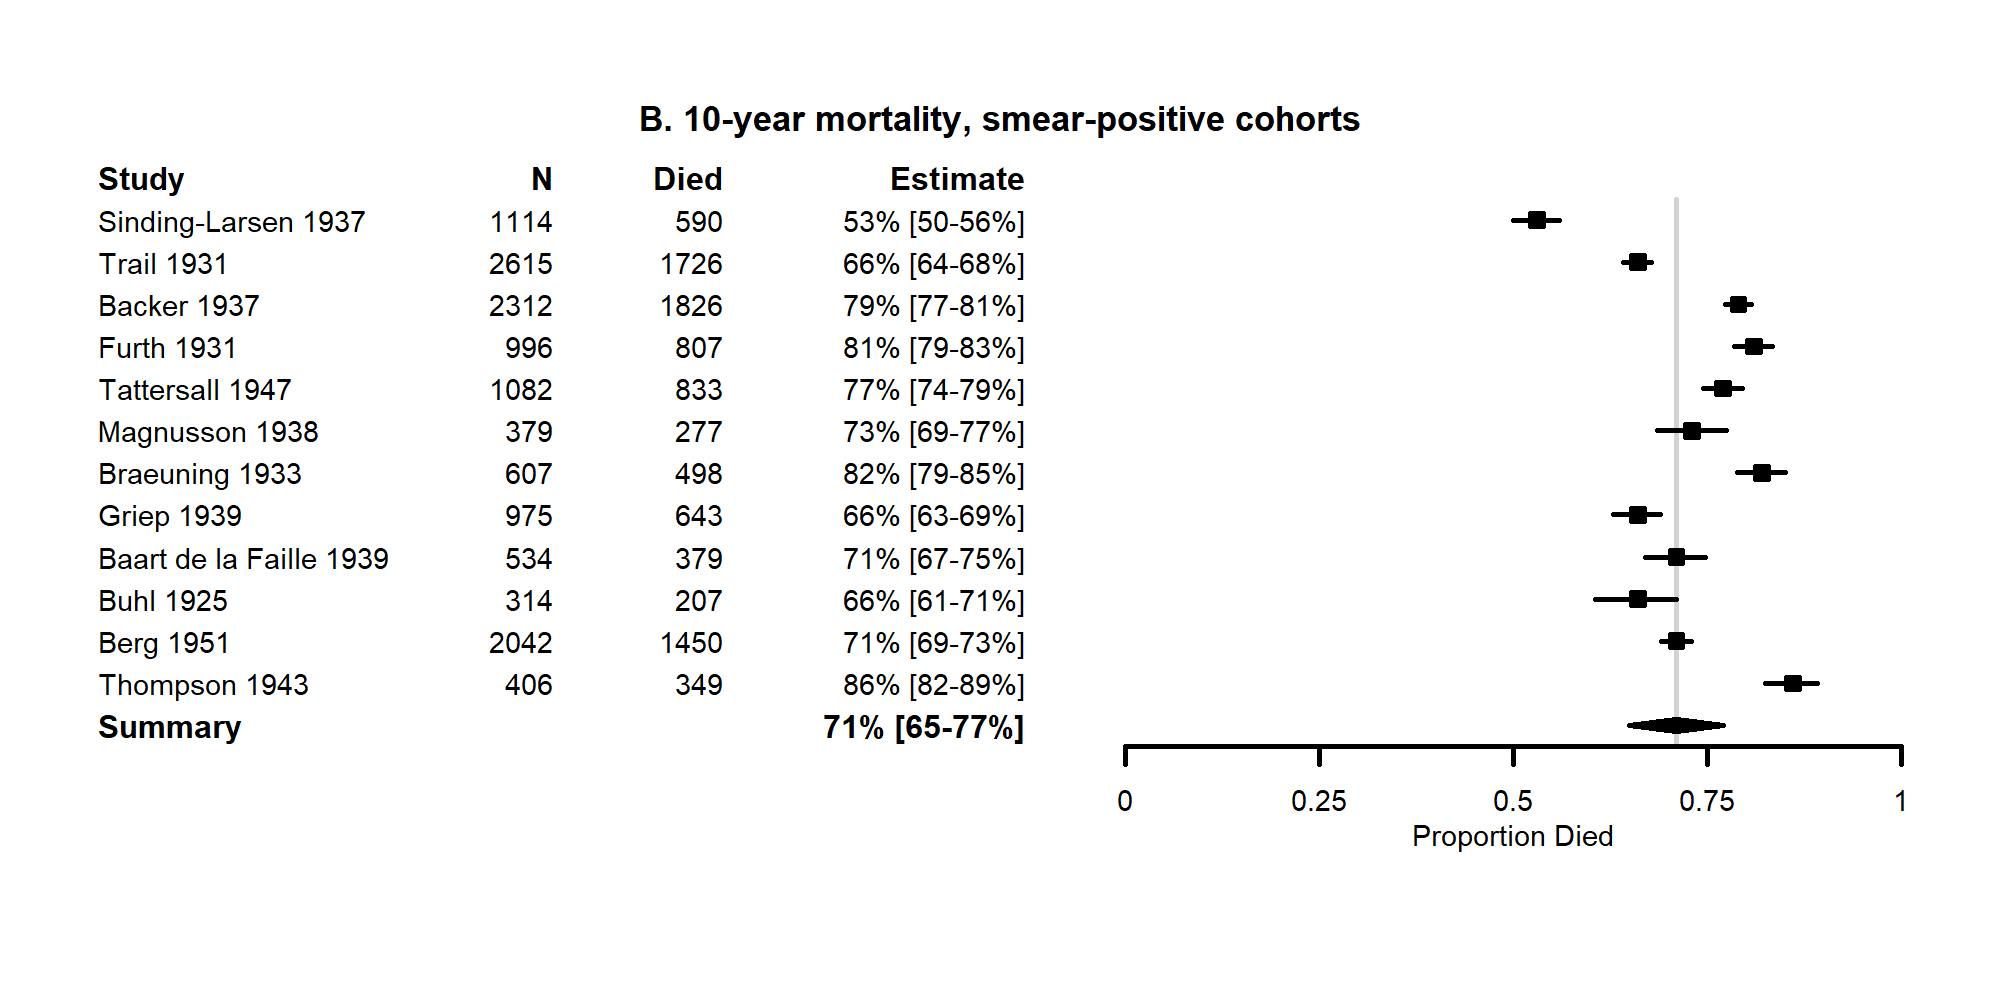 B. 10-year mortality, smear-positive cohorts
Study N Died Estimate
Sinding-Larsen 1937 1114 590 53% [50-56%]
Trail 1931 2615 1726 66% [64-68%]
Backer 1937 2312 1826 79% [77-81%]
Furth 1931 996 807 81% [79-83%]
Tattersall 1947 1082 833 77% [74-79%]
Magnusson 1938 379 277 73% [69-77%]
Braeuning 1933 607 498 82% [79-85%]
Griep 1939 975 643 66% [63-69%]
Baart de la Faille 1939 534 379 71% [67-75%]
Buhl 1925 314 207 66% [61-71%]
Berg 1951 2042 1450 71% [69-73%]
Thompson 1943 406 349 86% [82-89%]
Summary 71% [65-77%]
0 0.25 0.5 0.75 1
Proportion Died